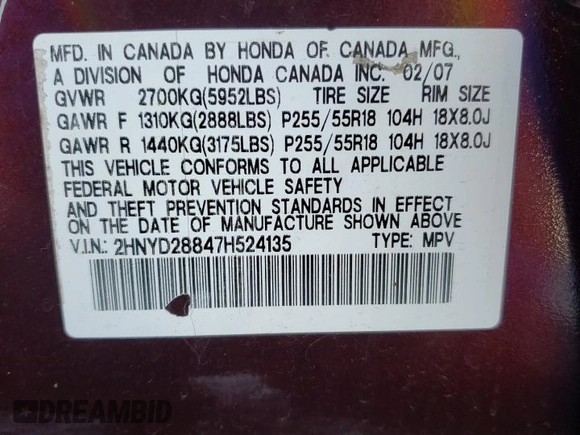 MFD. IN CANADA BY HONDA OF CANADA MFG.,
A DIVISION OF HONDA CANADA INC. 02/07
GVWR 2700KG(5952LBS) TIRE SIZE RIM SIZE
GAWR F 1310KG(2888LBS) P255/55R18 104H 18X8.0J
GAWR R 1440KG(3175LBS) P255/55R18 104H 18X8.0J
THIS VEHICLE CONFORMS TO ALL APPLICABLE
FEDERAL MOTOR VEHICLE SAFETY
AND THEFT PREVENTION STANDARDS IN EFFECT
ON THE DATE OF MANUFACTURE SHOWN ABOVE
V.I.N.: 2HNYD28847H524135 TYPE: MPV
DREAMBID